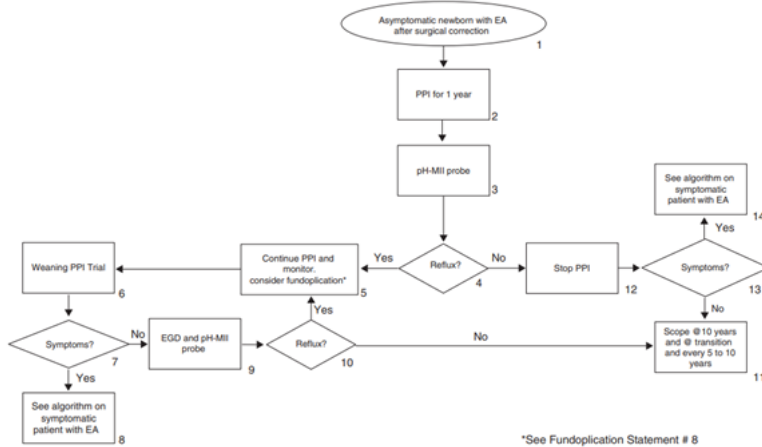 Asymptomatic newborn with EA
after surgical correction
1
PPI for 1 year
2
pH-MII probe
3
Reflux?
4
Yes
No
Continue PPI and
monitor.
consider fundoplication*
5
Weaning PPI Trial
6
Symptoms?
7
No
Yes
See algorithm on
symptomatic
patient with EA
8
EGD and pH-MII
probe
9
Reflux?
10
Yes
No
Stop PPI
12
Symptoms?
13
Yes
See algorithm on
symptomatic
patient with EA
14
No
Scope @10 years
and @ transition
and every 5 to 10
years
11
*See Fundoplication Statement # 8